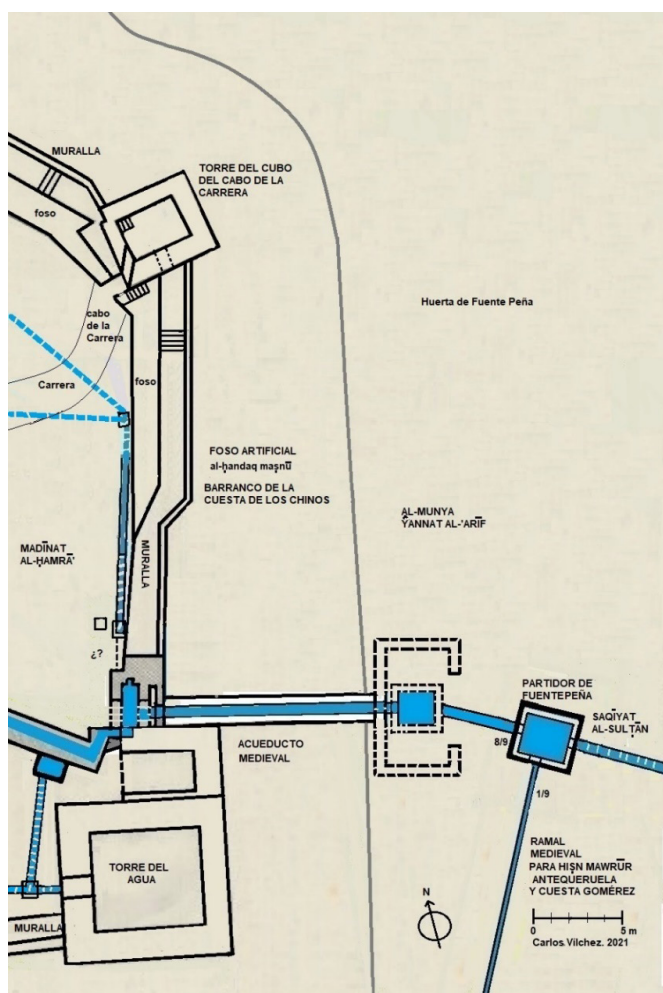 MURALLA
TORRE DEL CUBO
DEL CABO DE LA
CARRERA
foso
Huerta de Fuente Peña
cabo
de la
Carrera
Carrera
foso
FOSO ARTIFICIAL
al-ḥandaq maṣnū
BARRANCO DE LA
CUESTA DE LOS CHINOS
AL-MUNYA
ŶANNAT AL-'ARĪF
MADĪNAT
AL-ḤAMRĀ'
MURALLA
¿?
PARTIDOR DE
FUENTEPEÑA
SAQĪYAT
AL-SULṬĀN
8/9
ACUEDUCTO
MEDIEVAL
1/9
RAMAL
MEDIEVAL
PARA HIṢN MAWRŪR
ANTEQUERUELA
Y CUESTA GOMÉREZ
TORRE DEL
AGUA
N
MURALLA
0 5 m
Carlos Vílchez. 2021